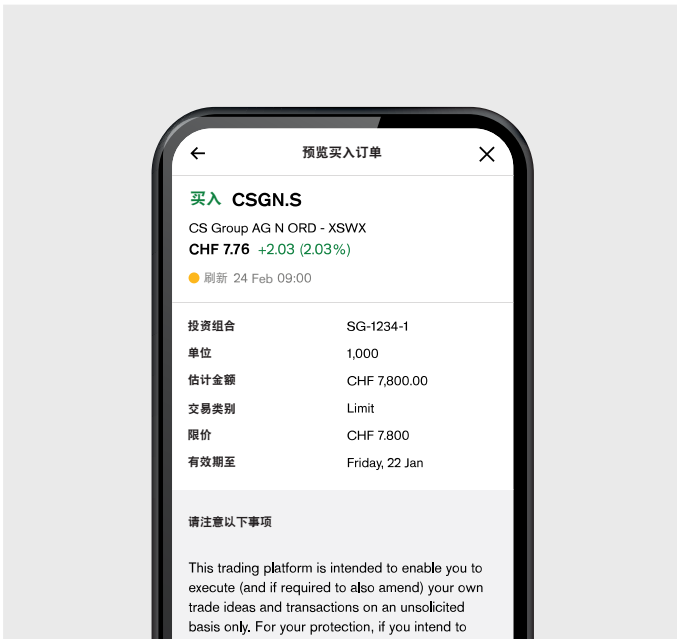 预览买入订单
买入 CSGN.S
CS Group AG N ORD - XSWX
CHF 7.76 +2.03 (2.03%)
刷新 24 Feb 09:00
投资组合 SG-1234-1
单位 1,000
估计金额 CHF 7,800.00
交易类别 Limit
限价 CHF 7.800
有效期至 Friday, 22 Jan
请注意以下事项
This trading platform is intended to enable you to
execute (and if required to also amend) your own
trade ideas and transactions on an unsolicited
basis only. For your protection, if you intend to